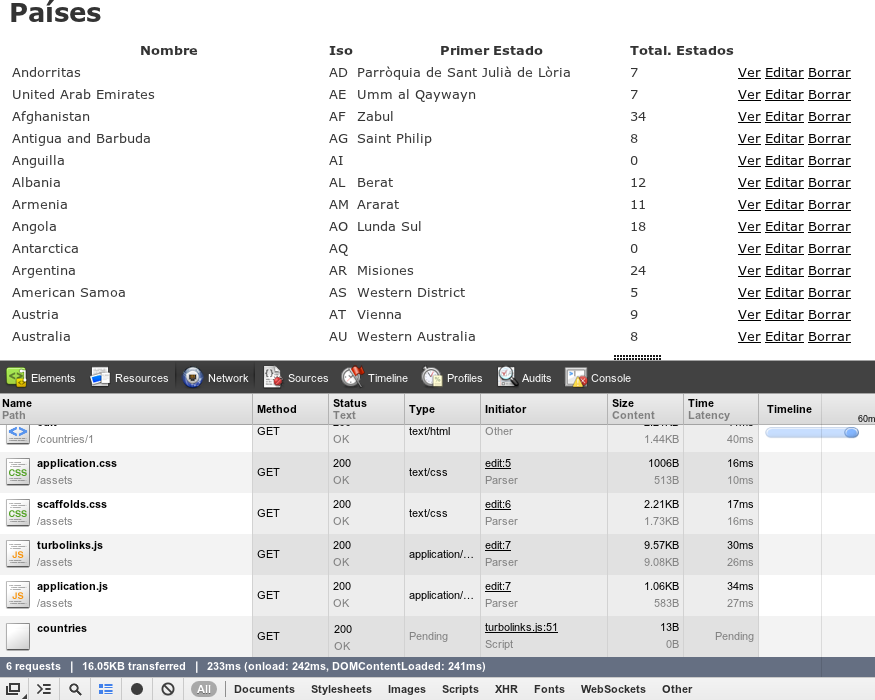 Países
Nombre Iso Primer Estado Total. Estados
Andorritas AD Parròquia de Sant Julià de Lòria 7 Ver Editar Borrar
United Arab Emirates AE Umm al Qaywayn 7 Ver Editar Borrar
Afghanistan AF Zabul 34 Ver Editar Borrar
Antigua and Barbuda AG Saint Philip 8 Ver Editar Borrar
Anguilla AI 0 Ver Editar Borrar
Albania AL Berat 12 Ver Editar Borrar
Armenia AM Ararat 11 Ver Editar Borrar
Angola AO Lunda Sul 18 Ver Editar Borrar
Antarctica AQ 0 Ver Editar Borrar
Argentina AR Misiones 24 Ver Editar Borrar
American Samoa AS Western District 5 Ver Editar Borrar
Austria AT Vienna 9 Ver Editar Borrar
Australia AU Western Australia 8 Ver Editar Borrar
Elements Resources Network Sources Timeline Profiles Audits Console
Name Method Status Type Initiator Size Time Timeline
Path Text Content Latency 60m
GET text/html Other
/countries/1 OK 1.44KB 40ms
application.css 200 edit:5 1006B 16ms
GET text/css
/assets OK Parser 513B 10ms
scaffolds.css 200 edit:6 2.21KB 17ms
GET text/css
/assets OK Parser 1.73KB 16ms
turbolinks.js 200 edit:7 9.57KB 30ms
GET application/...
/assets OK Parser 9.08KB 26ms
application.js 200 edit:7 1.06KB 34ms
GET application/...
/assets OK Parser 583B 27ms
countries 200 turbolinks.js:51 13B
GET Pending Pending
OK Script 0B
6 requests | 16.05KB transferred | 233ms (onload: 242ms, DOMContentLoaded: 241ms)
All Documents Stylesheets Images Scripts XHR Fonts WebSockets Other